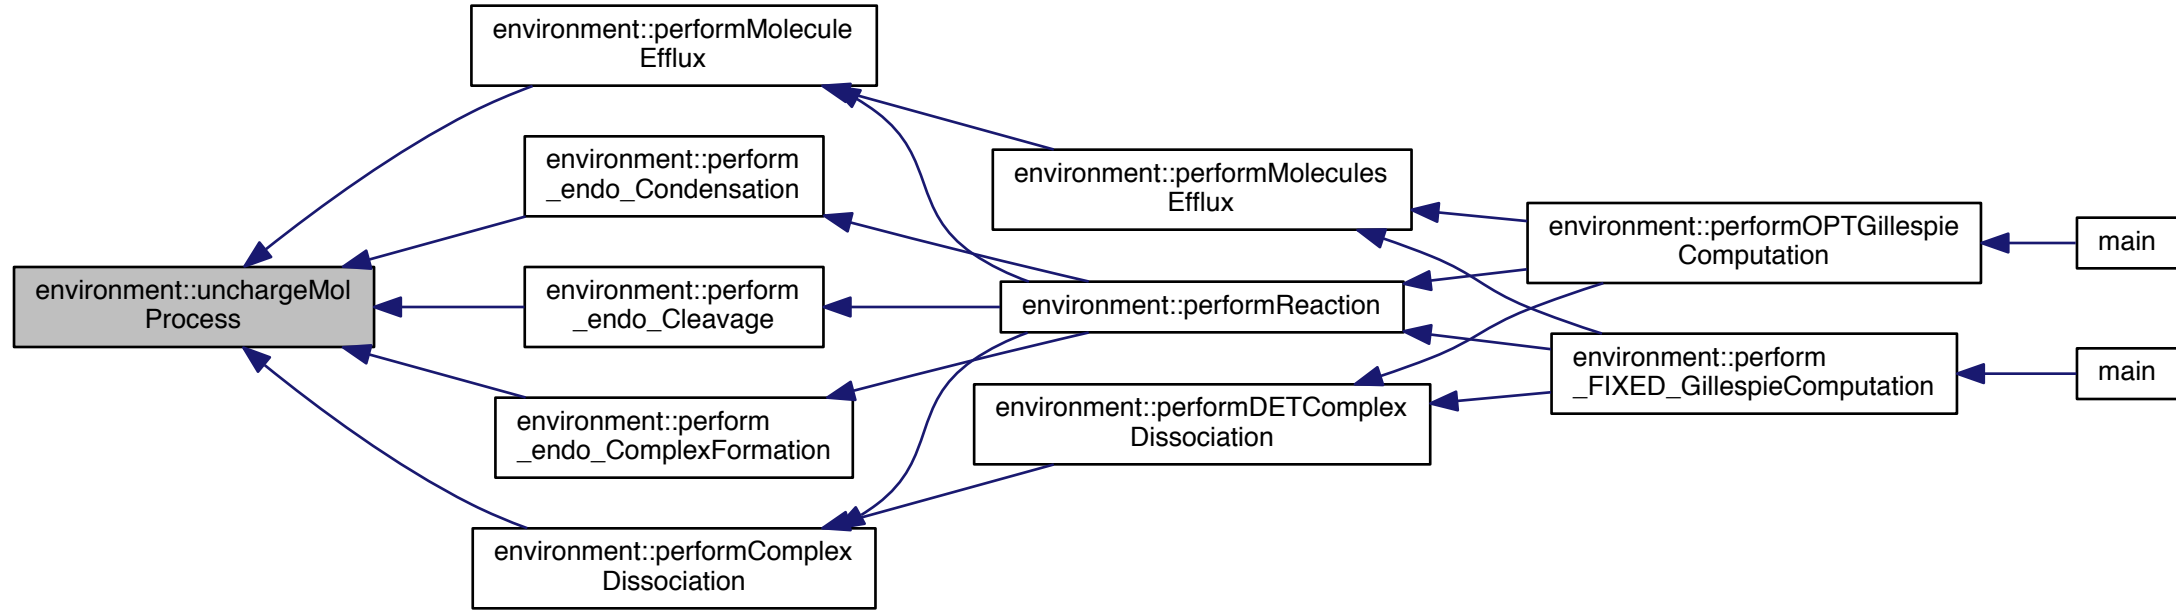 environment::unchargeMol
Process
environment::performMolecule
Efflux
environment::perform
_endo_Condensation
environment::perform
_endo_Cleavage
environment::perform
_endo_ComplexFormation
environment::performComplex
Dissociation
environment::performMolecules
Efflux
environment::performReaction
environment::performDETComplex
Dissociation
environment::performOPTGillespie
Computation
environment::perform
_FIXED_GillespieComputation
main
main